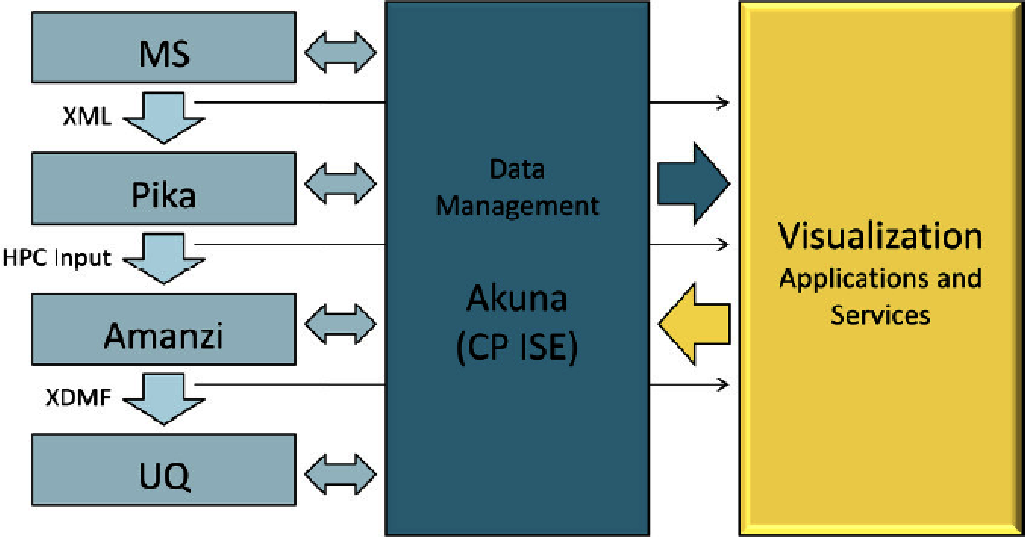 MS
XML
Pika
HPC Input
Amanzi
XDMF
UQ
Data
Management
Akuna
(CP ISE)
Visualization
Applications and
Services